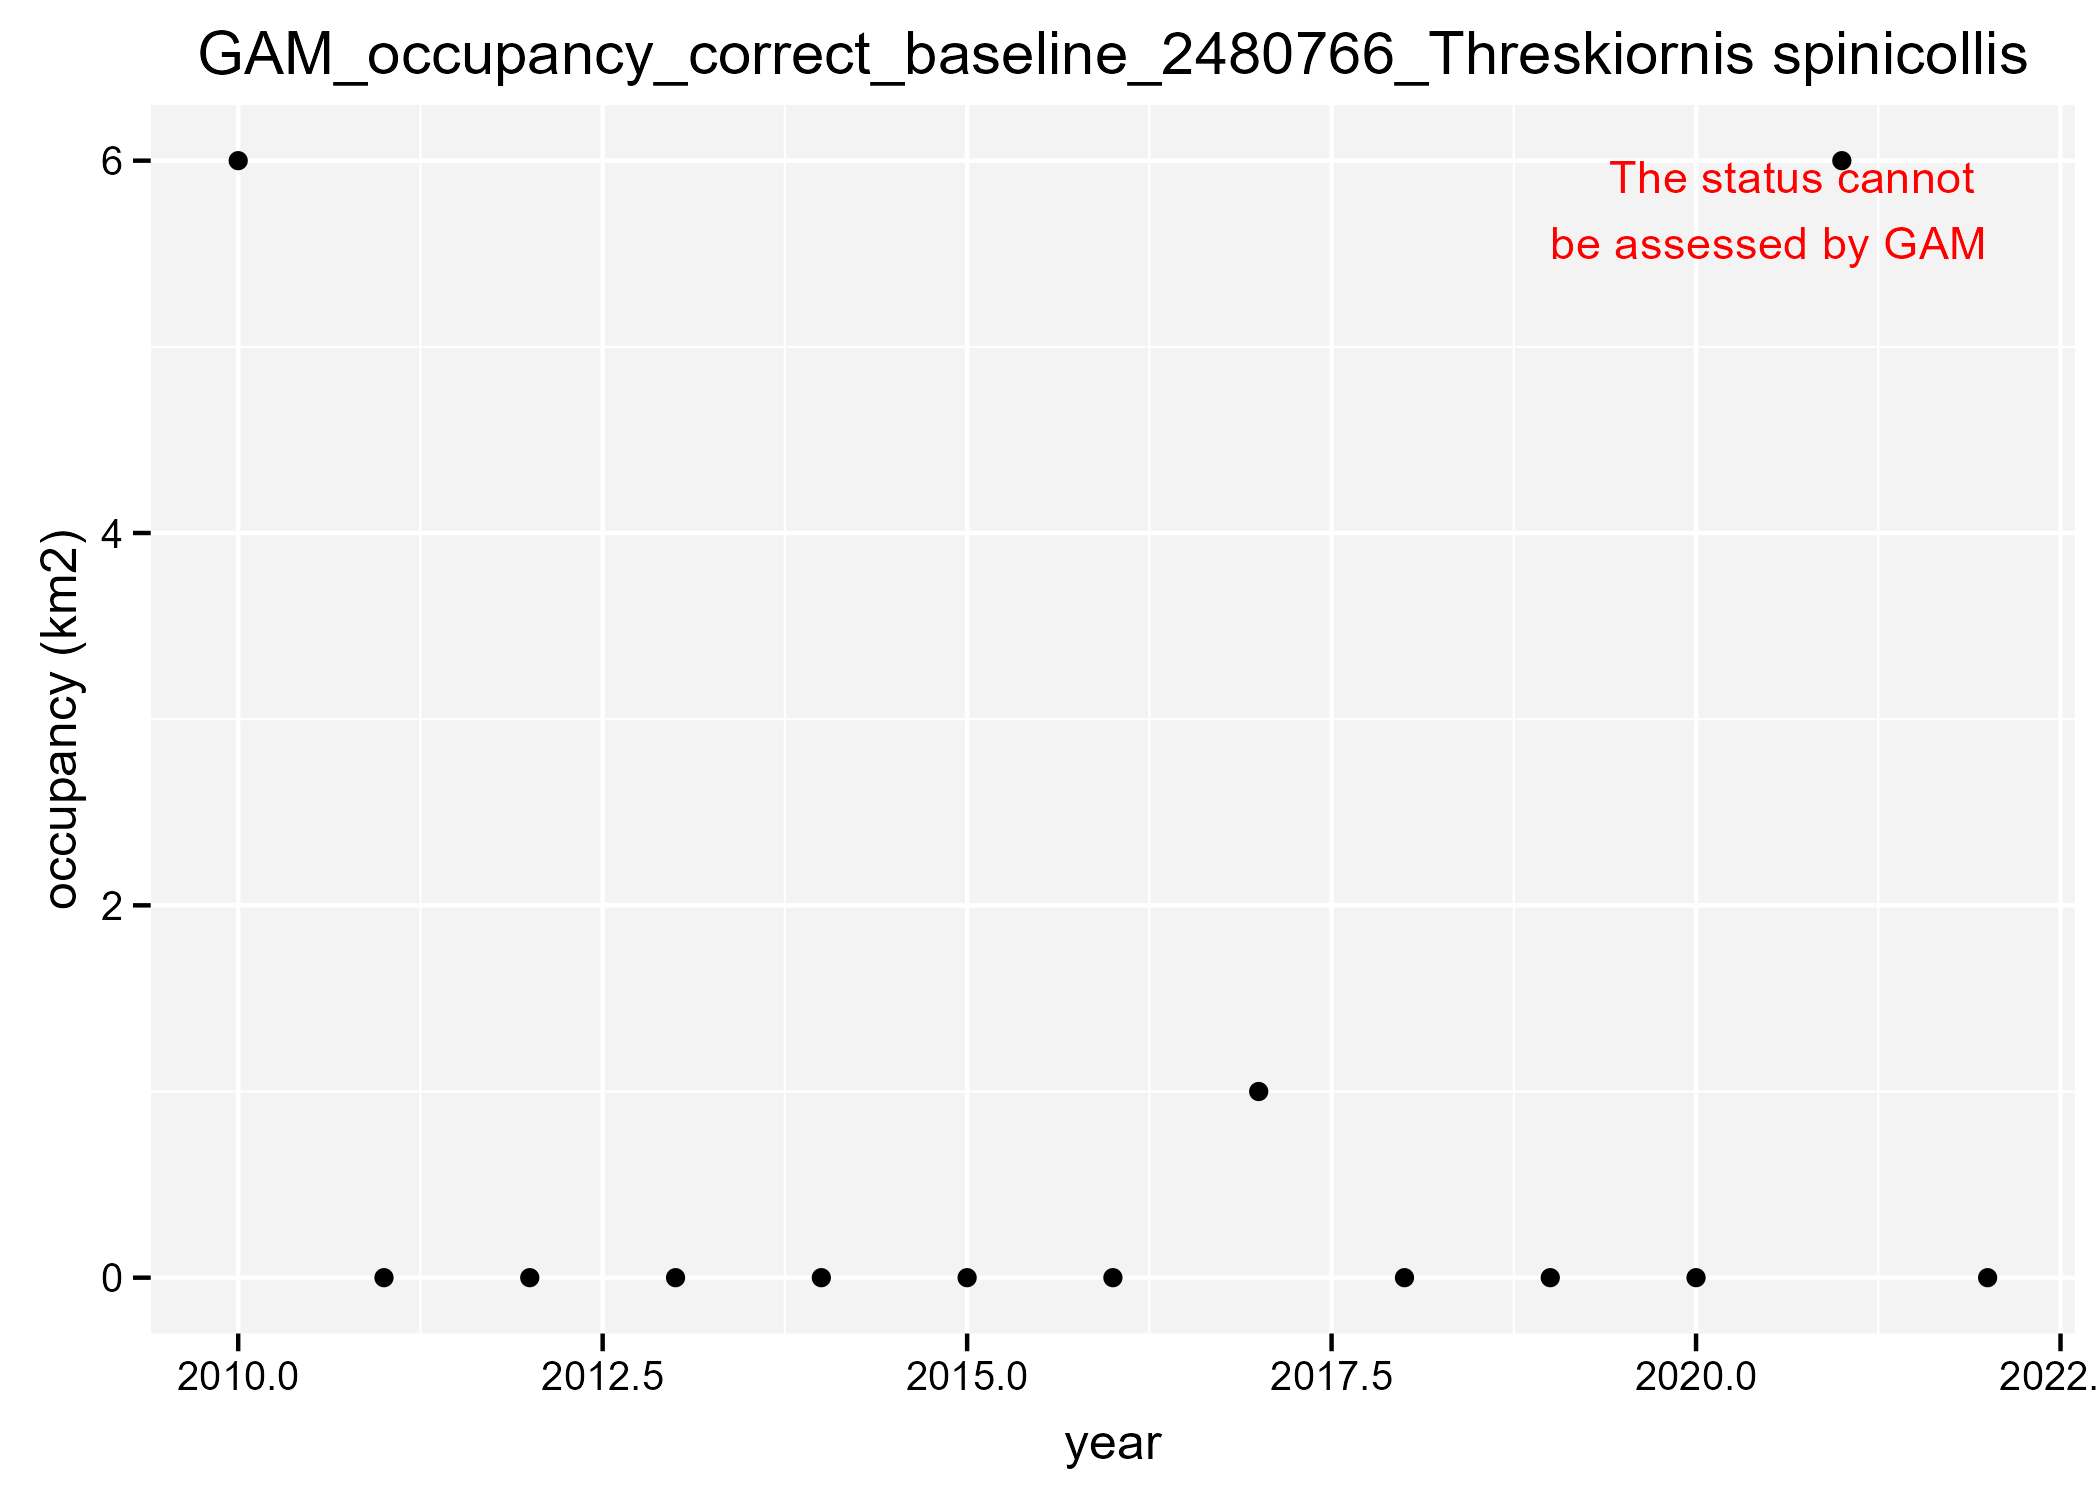 GAM_occupancy_correct_baseline_2480766_Threskiornis spinicollis
The status cannot
be assessed by GAM
occupancy (km2)
6
4
2
0
2010.0 2012.5 2015.0 2017.5 2020.0 2022.
year